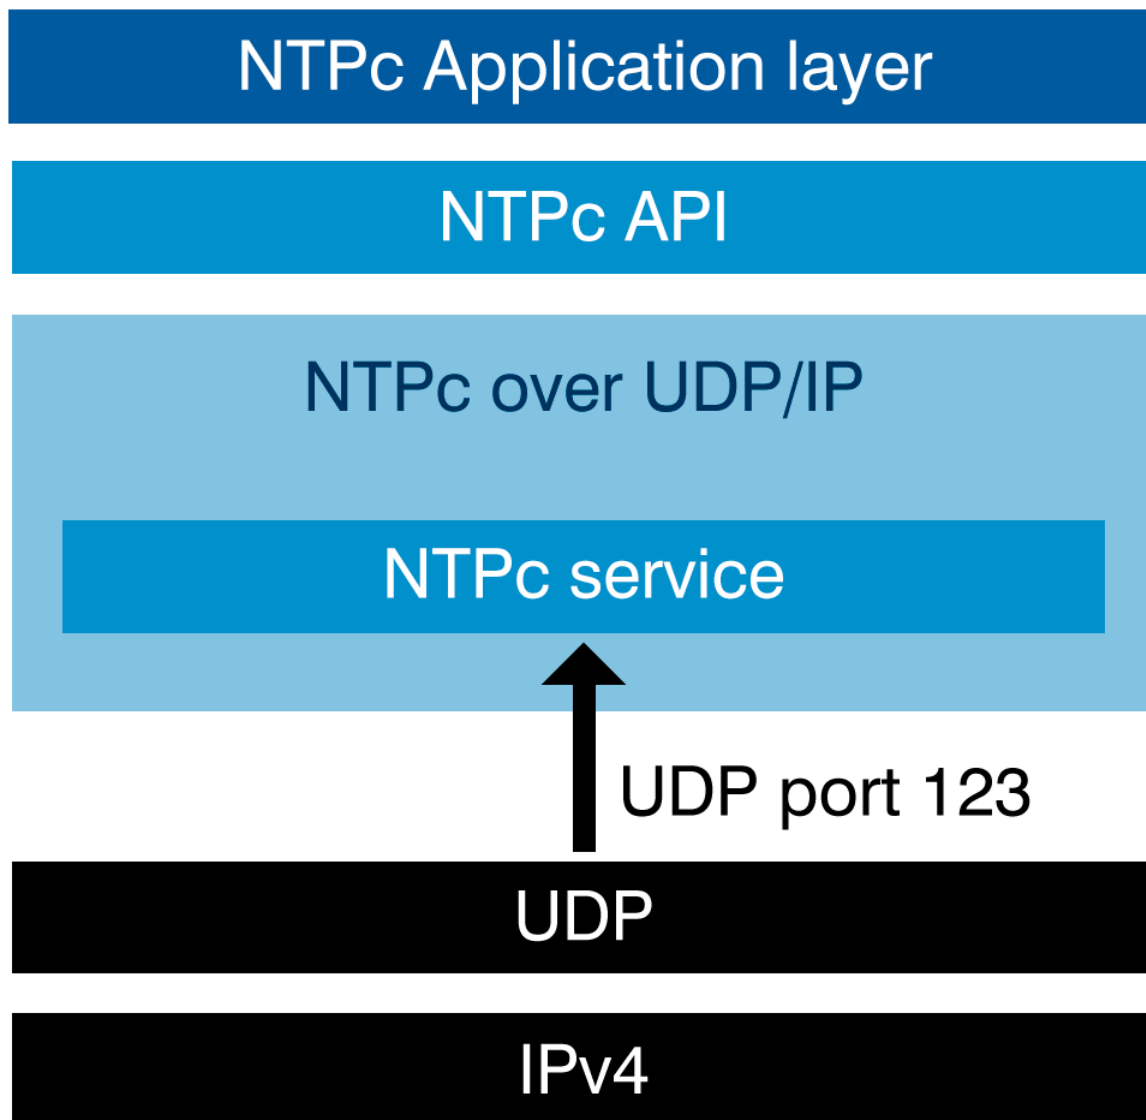 NTPc Application layer
NTPc API
NTPc over UDP/IP
NTPc service
UDP port 123
UDP
IPv4